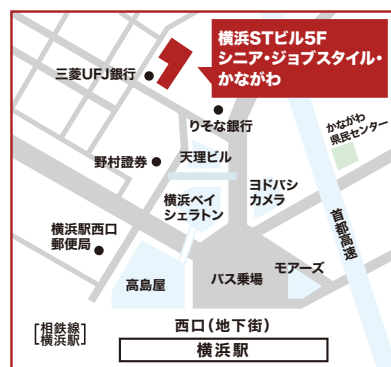 横浜STビル5F
シニア・ジョブスタイル・
かながわ
三菱UFJ銀行
りそな銀行
かながわ
県民センター
野村證券
天理ビル
横浜ベイ
シェラトン
ヨドバシ
カメラ
首都高速
横浜駅西口
郵便局
高島屋
バス乗場
モアーズ
[相鉄線
横浜駅]
西口(地下街)
横浜駅